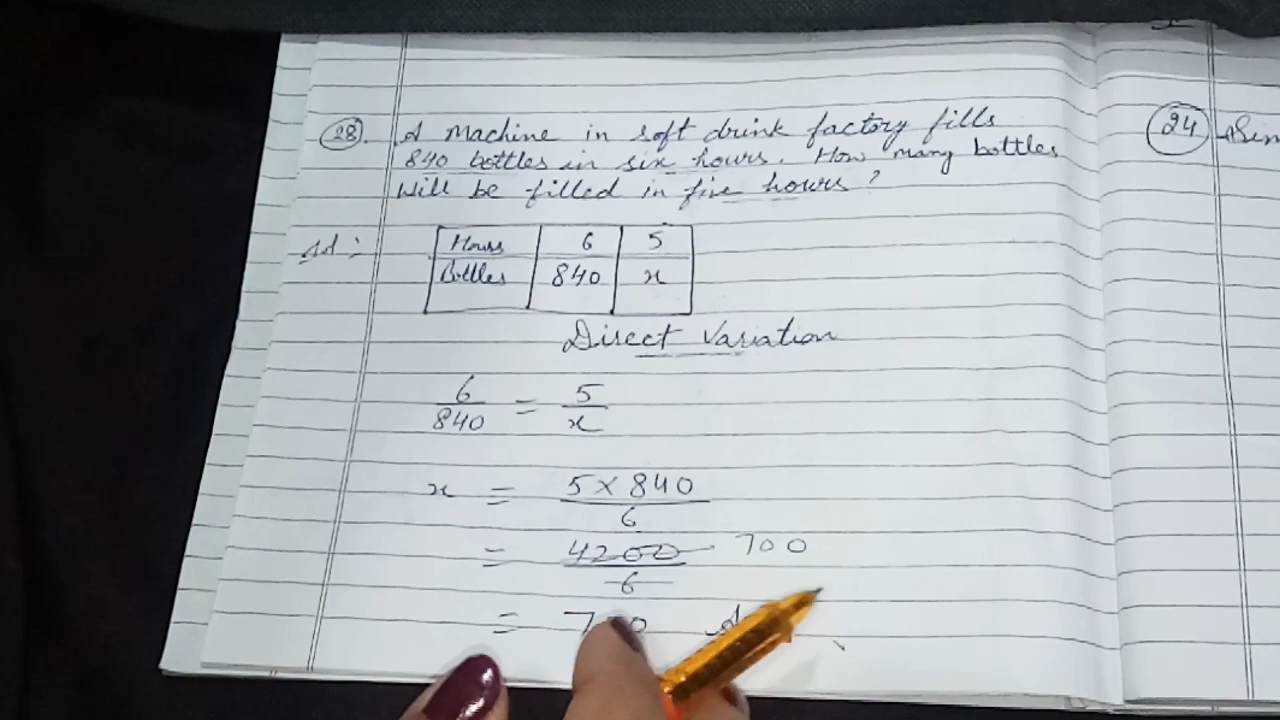 28. A machine in soft drink factory fills
840 bottles in six hours. How many bottles
will be filled in five hours?
24
Sol:
Hours 6 5
Bottles 840 x
Direct Variation
6/840 = 5/x
x = 5 × 840 / 6
= 4200 / 6 700
= 700